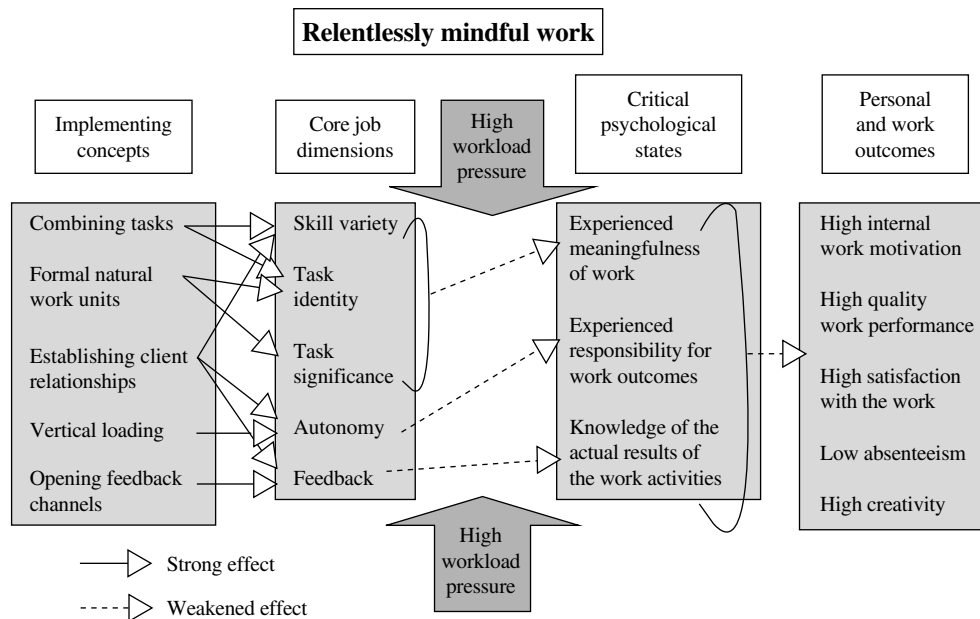 Relentlessly mindful work
Implementing
concepts
Core job
dimensions
High
workload
pressure
Critical
psychological
states
Personal
and work
outcomes
Combining tasks
Formal natural
work units
Establishing client
relationships
Vertical loading
Opening feedback
channels
Skill variety
Task
identity
Task
significance
Autonomy
Feedback
Experienced
meaningfulness
of work
Experienced
responsibility for
work outcomes
Knowledge of the
actual results of
the work activities
High internal
work motivation
High quality
work performance
High satisfaction
with the work
Low absenteeism
High creativity
High
workload
pressure
Strong effect
Weakened effect